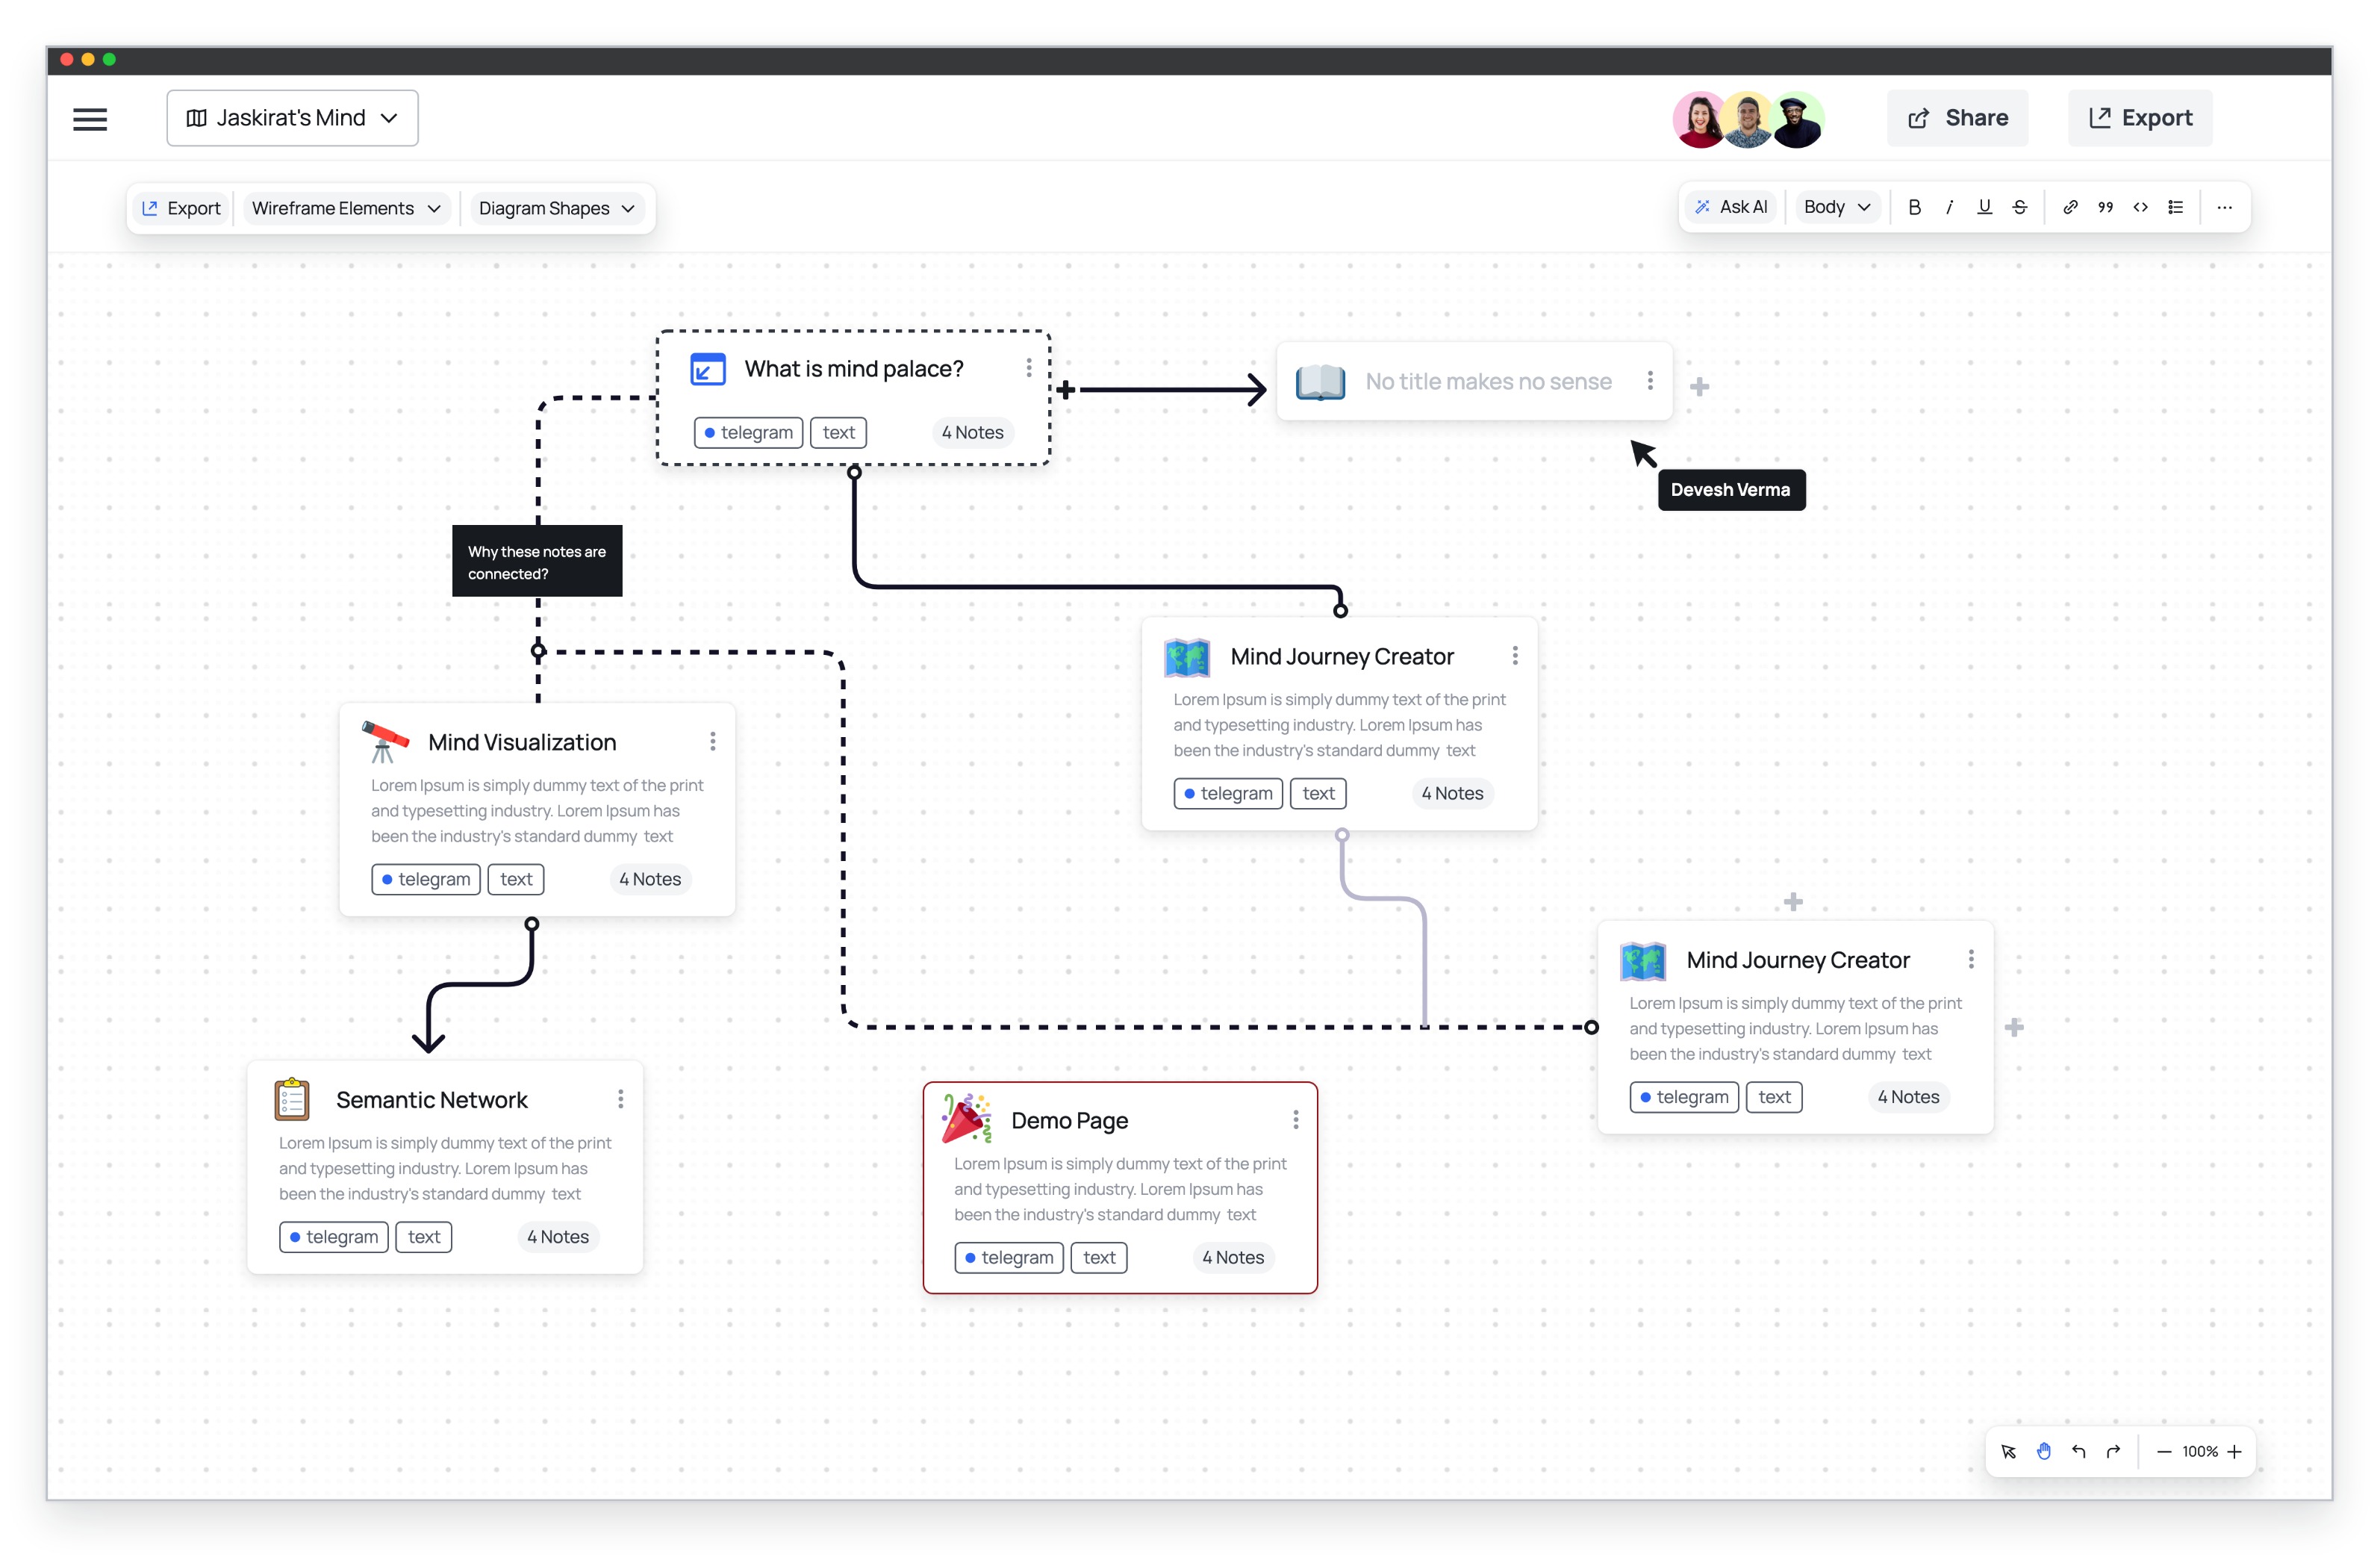 Jaskirat's Mind
Share
Export
Export
Wireframe Elements
Diagram Shapes
Ask AI
Body
B
i
U
S
What is mind palace?
telegram
text
4 Notes
No title makes no sense
Devesh Verma
Why these notes are
connected?
Mind Journey Creator
Lorem Ipsum is simply dummy text of the print
and typesetting industry. Lorem Ipsum has
been the industry's standard dummy text
telegram
text
4 Notes
Mind Visualization
Lorem Ipsum is simply dummy text of the print
and typesetting industry. Lorem Ipsum has
been the industry's standard dummy text
telegram
text
4 Notes
Mind Journey Creator
Lorem Ipsum is simply dummy text of the print
and typesetting industry. Lorem Ipsum has
been the industry's standard dummy text
telegram
text
4 Notes
Semantic Network
Lorem Ipsum is simply dummy text of the print
and typesetting industry. Lorem Ipsum has
been the industry's standard dummy text
telegram
text
4 Notes
Demo Page
Lorem Ipsum is simply dummy text of the print
and typesetting industry. Lorem Ipsum has
been the industry's standard dummy text
telegram
text
4 Notes
100%